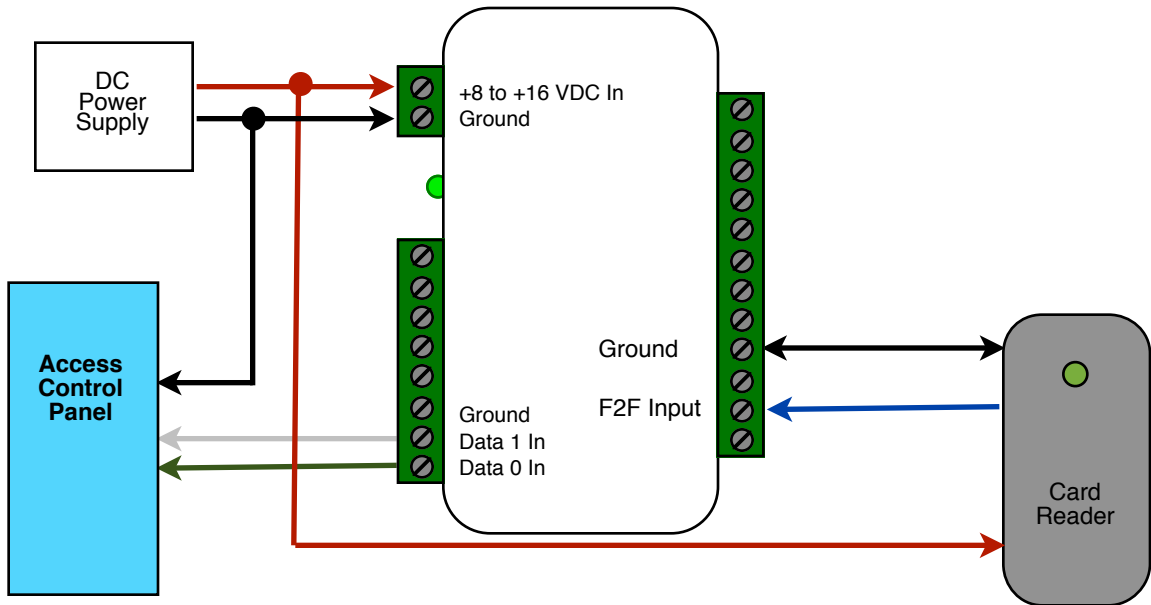 DC
Power
Supply
+8 to +16 VDC In
Ground
Access
Control
Panel
Ground
Data 1 In
Data 0 In
Ground
F2F Input
Card
Reader